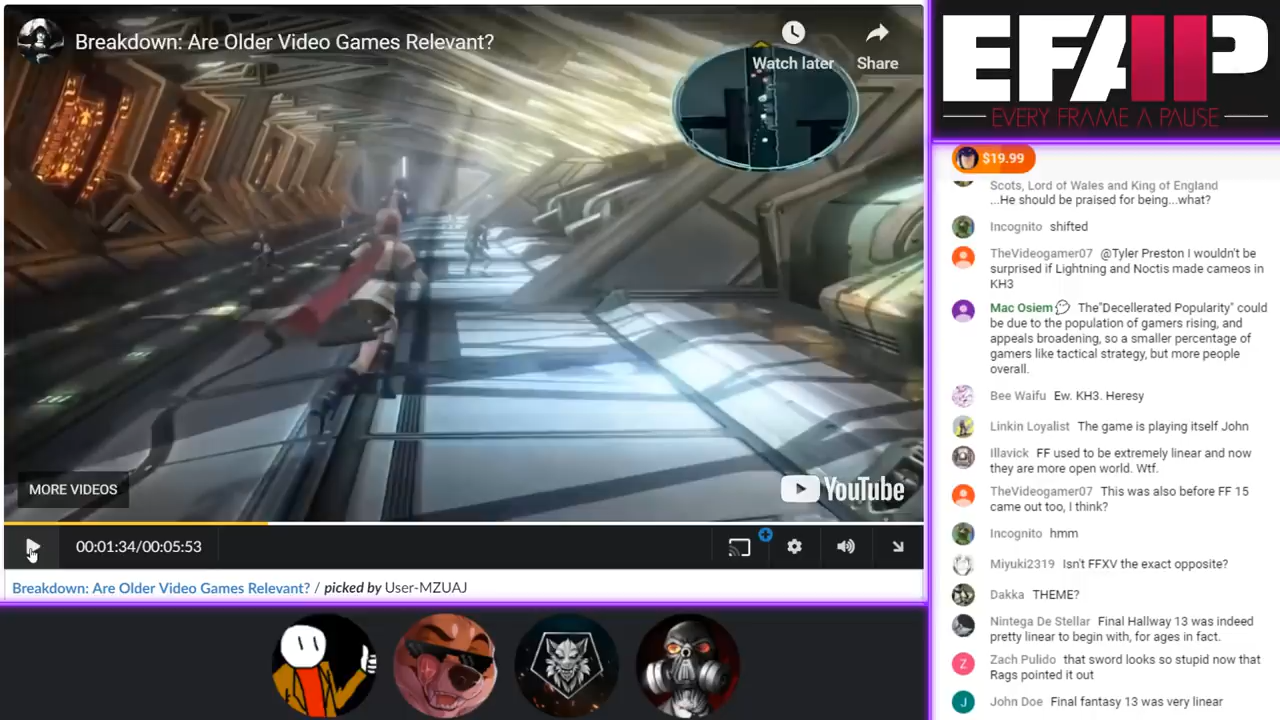 Breakdown: Are Older Video Games Relevant?
Watch later
Share
MORE VIDEOS
YouTube
00:01:34/00:05:53
Breakdown: Are Older Video Games Relevant? / picked by User-MZUAJ
EFAP
EVERY FRAME A PAUSE
$19.99
Scots, Lord of Wales and King of England
...He should be praised for being...what?
Incognito shifted
TheVideogamer07 @Tyler Preston I wouldn't be
surprised if Lightning and Noctis made cameos in
KH3
Mac Osiem The"Decellerated Popularity" could
be due to the population of gamers rising, and
appeals broadening, so a smaller percentage of
gamers like tactical strategy, but more people
overall.
Bee Waifu Ew. KH3. Heresy
Linkin Loyalist The game is playing itself John
Illavick FF used to be extremely linear and now
they are more open world. Wtf.
TheVideogamer07 This was also before FF 15
came out too, I think?
Incognito hmm
Miyuki2319 Isn't FFXV the exact opposite?
Dakka THEME?
Nintega De Stellar Final Hallway 13 was indeed
pretty linear to begin with, for ages in fact.
Z
Zach Pulido that sword looks so stupid now that
Rags pointed it out
J
John Doe Final fantasy 13 was very linear